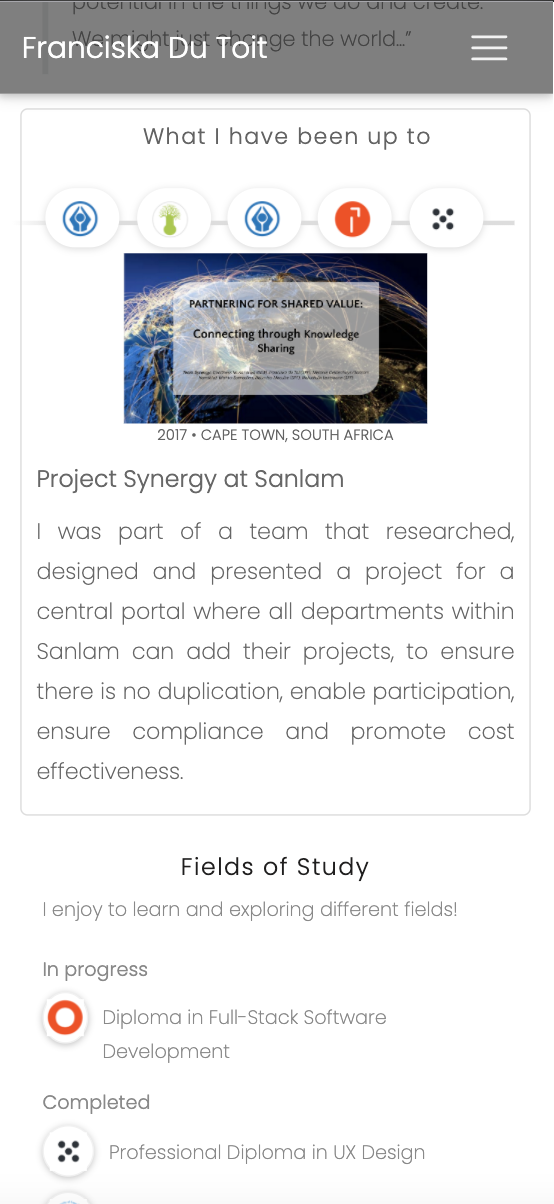 potential in the things we do and create.
We might just change the world…”
Franciska Du Toit
What I have been up to
PARTNERING FOR SHARED VALUE:
Connecting through Knowledge
Sharing
2017 • CAPE TOWN, SOUTH AFRICA
Project Synergy at Sanlam
I was part of a team that researched,
designed and presented a project for a
central portal where all departments within
Sanlam can add their projects, to ensure
there is no duplication, enable participation,
ensure compliance and promote cost
effectiveness.
Fields of Study
I enjoy to learn and exploring different fields!
In progress
Diploma in Full-Stack Software
Development
Completed
Professional Diploma in UX Design